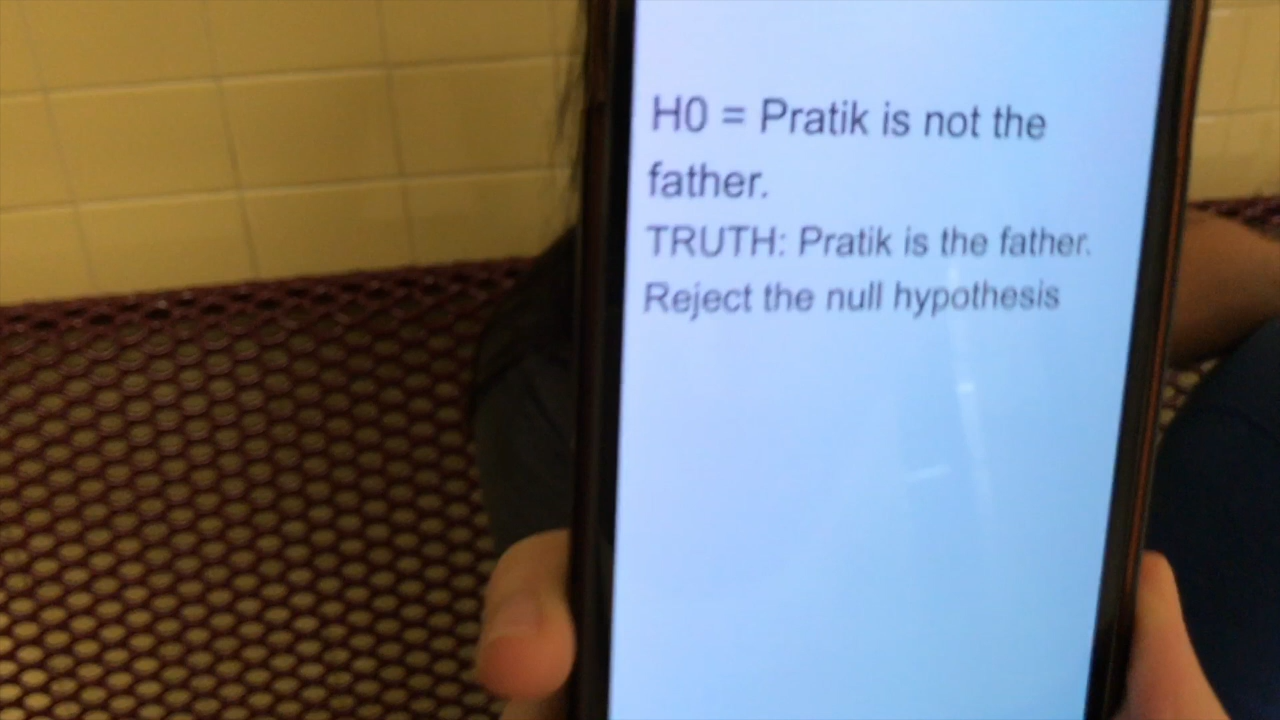 H0 = Pratik is not the
father.
TRUTH: Pratik is the father.
Reject the null hypothesis